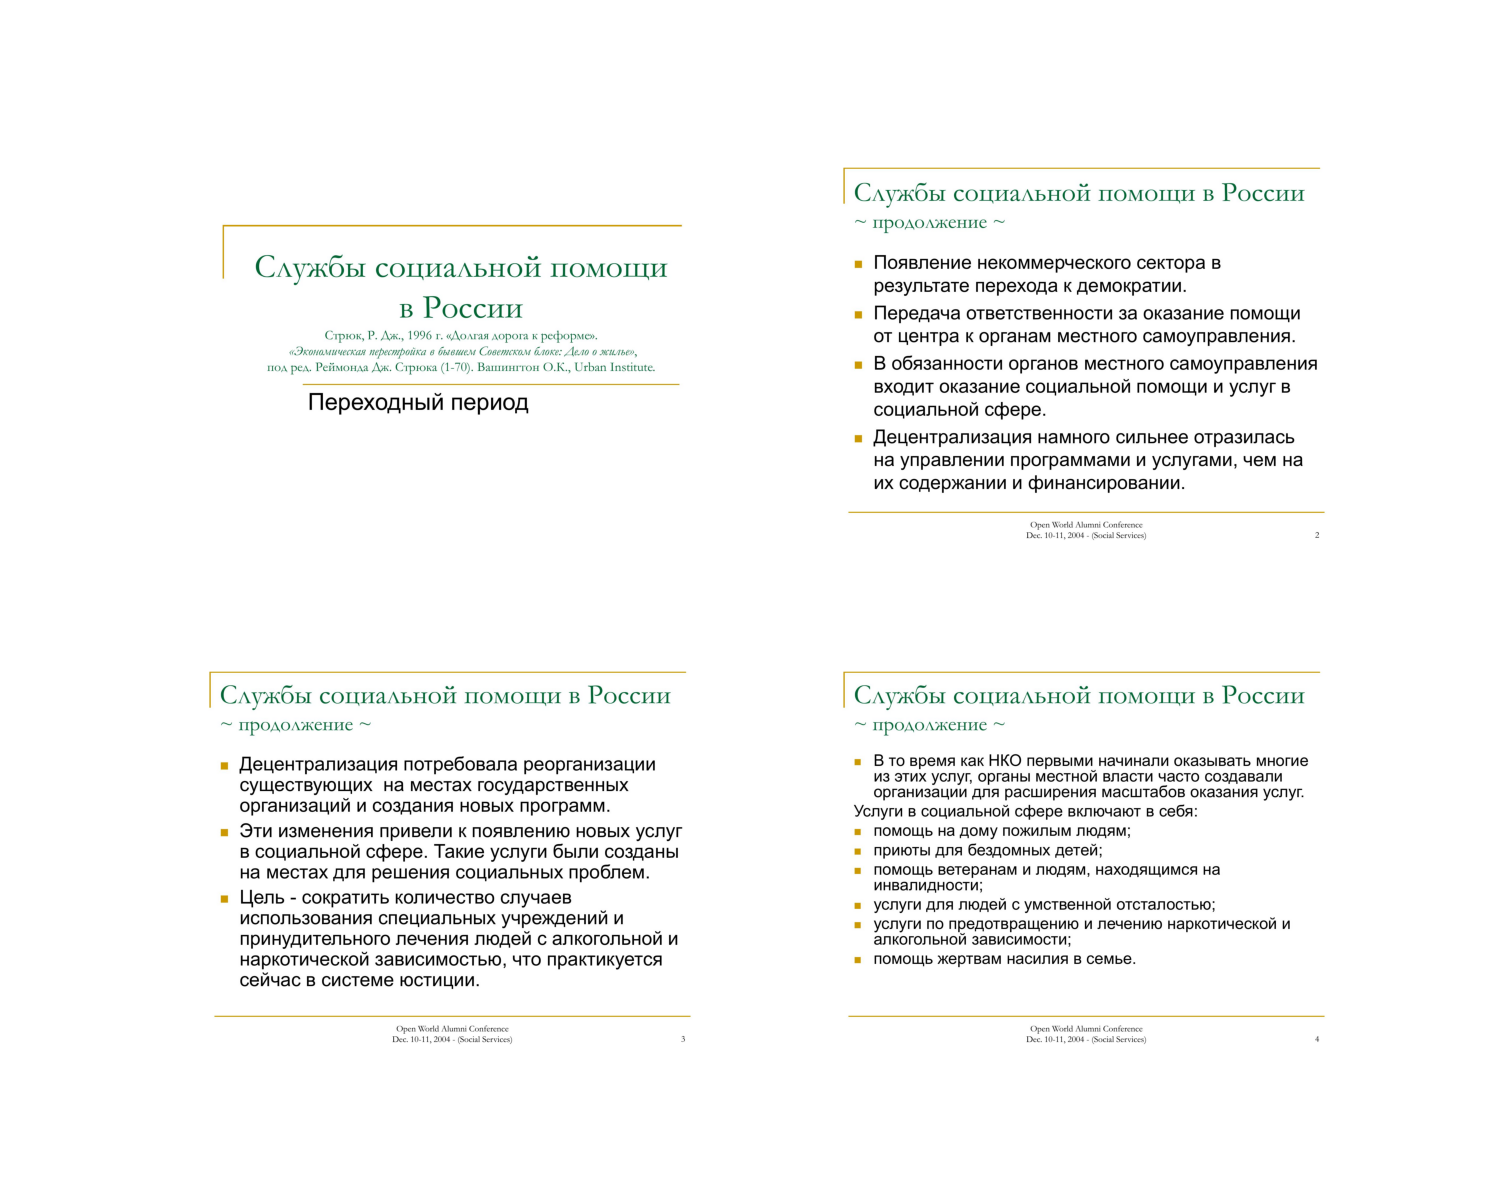 Службы социальной помощи
в России
Стрюк, Р. Дж., 1996 г. «Долгая дорога к реформе».
«Экономическая перестройка в бывшем Советском блоке: Дело о жилье»,
под ред. Реймонда Дж. Стрюка (1-70). Вашингтон О.К., Urban Institute.
Переходный период
Службы социальной помощи в России
~ продолжение ~
■ Появление некоммерческого сектора в
результате перехода к демократии.
■ Передача ответственности за оказание помощи
от центра к органам местного самоуправления.
■ В обязанности органов местного самоуправления
входит оказание социальной помощи и услуг в
социальной сфере.
■ Децентрализация намного сильнее отразилась
на управлении программами и услугами, чем на
их содержании и финансировании.
Open World Alumni Conference
Dec. 10-11, 2004 - (Social Services)
2
Службы социальной помощи в России
~ продолжение ~
■ Децентрализация потребовала реорганизации
существующих  на местах государственных
организаций и создания новых программ.
■ Эти изменения привели к появлению новых услуг
в социальной сфере. Такие услуги были созданы
на местах для решения социальных проблем.
■ Цель - сократить количество случаев
использования специальных учреждений и
принудительного лечения людей с алкогольной и
наркотической зависимостью, что практикуется
сейчас в системе юстиции.
Open World Alumni Conference
Dec. 10-11, 2004 - (Social Services)
3
Службы социальной помощи в России
~ продолжение ~
■ В то время как НКО первыми начинали оказывать многие
из этих услуг, органы местной власти часто создавали
организации для расширения масштабов оказания услуг.
Услуги в социальной сфере включают в себя:
■ помощь на дому пожилым людям;
■ приюты для бездомных детей;
■ помощь ветеранам и людям, находящимся на
инвалидности;
■ услуги для людей с умственной отсталостью;
■ услуги по предотвращению и лечению наркотической и
алкогольной зависимости;
■ помощь жертвам насилия в семье.
Open World Alumni Conference
Dec. 10-11, 2004 - (Social Services)
4